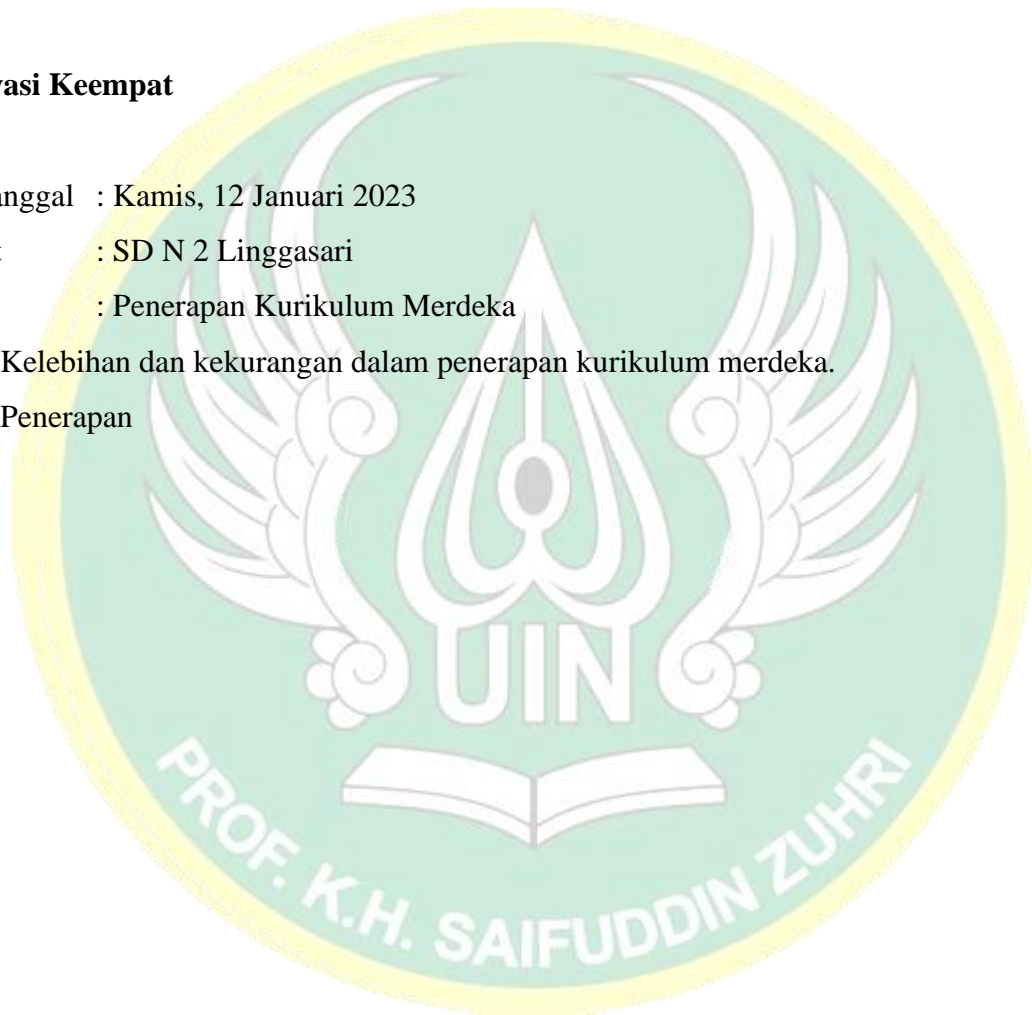 vasi Keempat
anggal : Kamis, 12 Januari 2023
t : SD N 2 Linggasari
: Penerapan Kurikulum Merdeka
Kelebihan dan kekurangan dalam penerapan kurikulum merdeka.
Penerapan
UIN
PROF. K.H. SAIFUDDIN ZUHRI